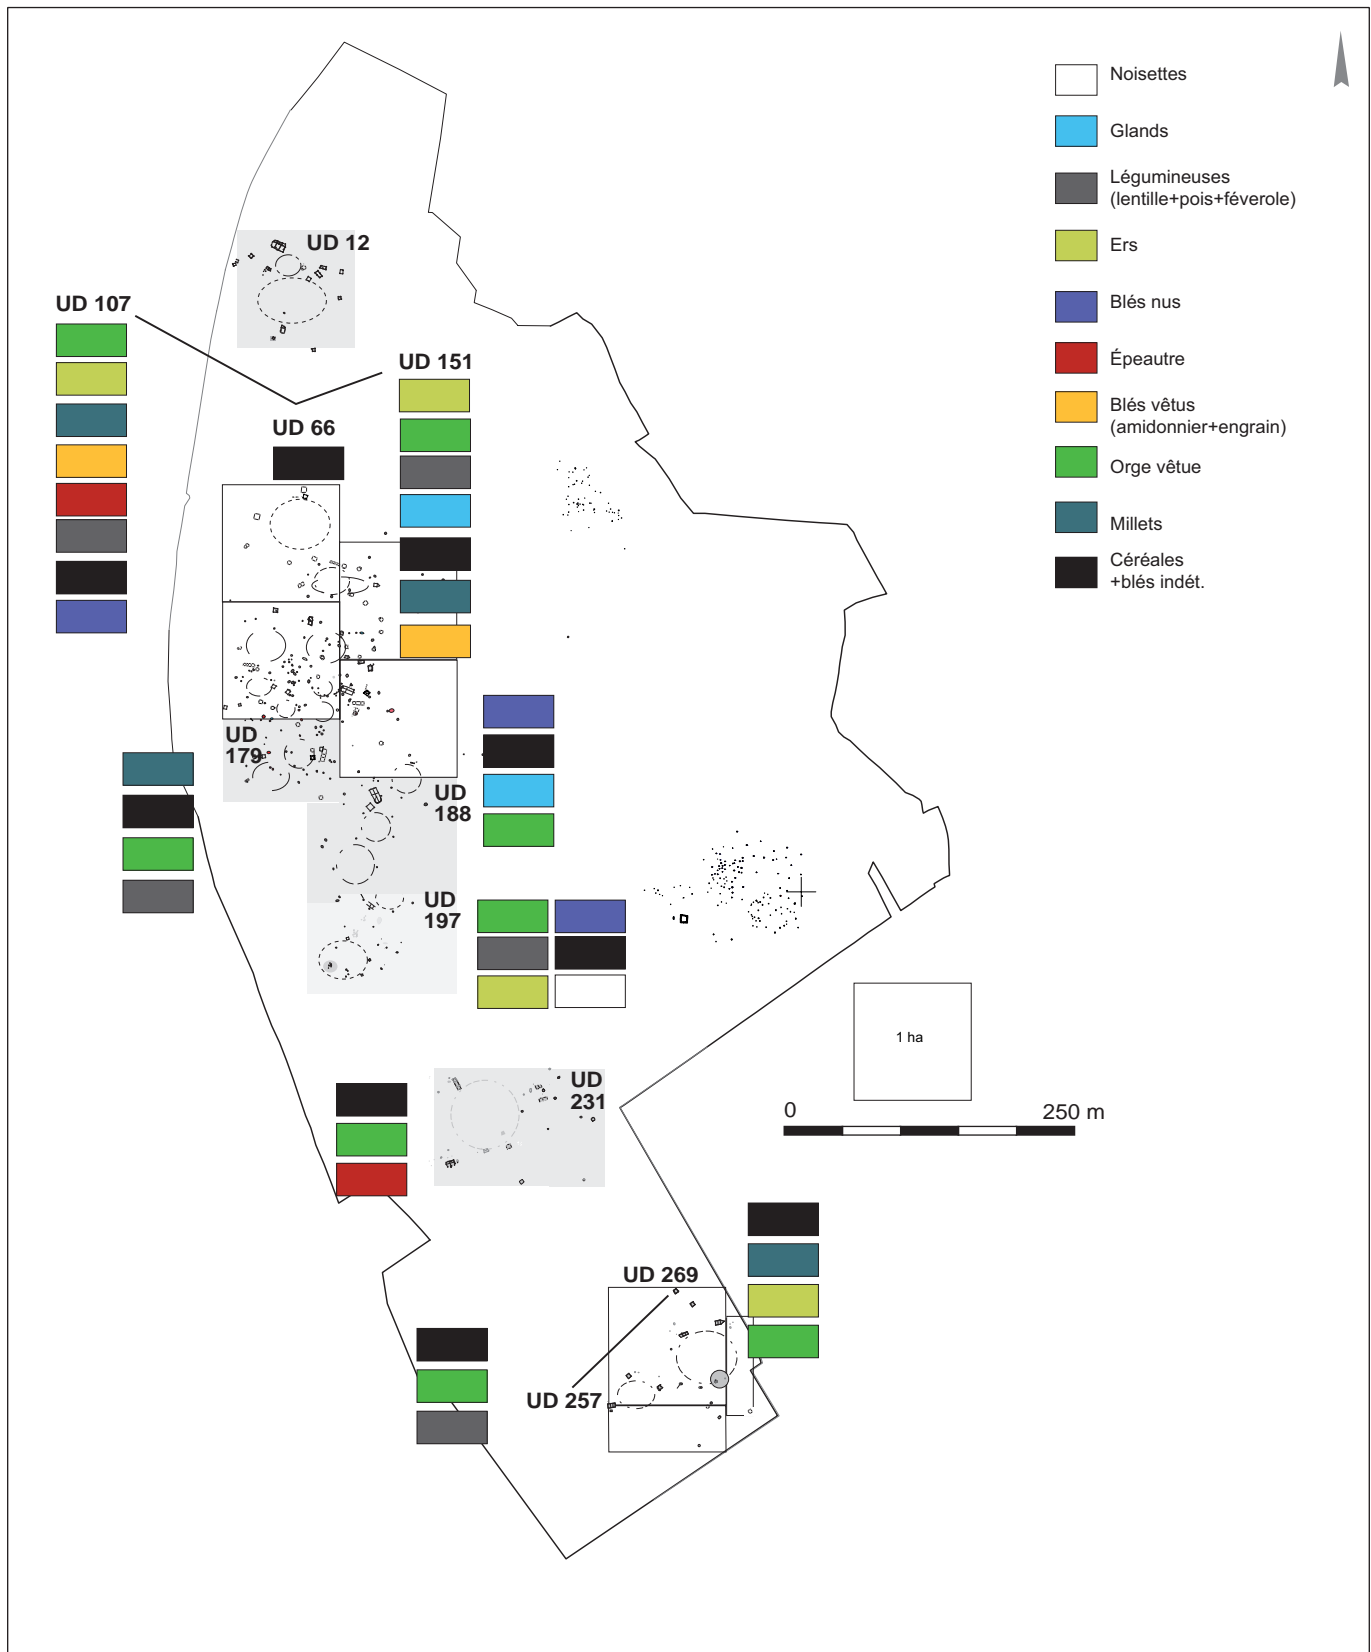 Noisettes
Glands
Légumineuses
(lentille+pois+féverole)
Ers
Blés nus
Épeautre
Blés vêtus
(amidonnier+engrain)
Orge vêtue
Millets
Céréales
+blés indét.
UD 12
UD 107
UD 151
UD 66
UD
179
UD
188
UD
197
1 ha
0
250 m
UD
231
UD 269
UD 257